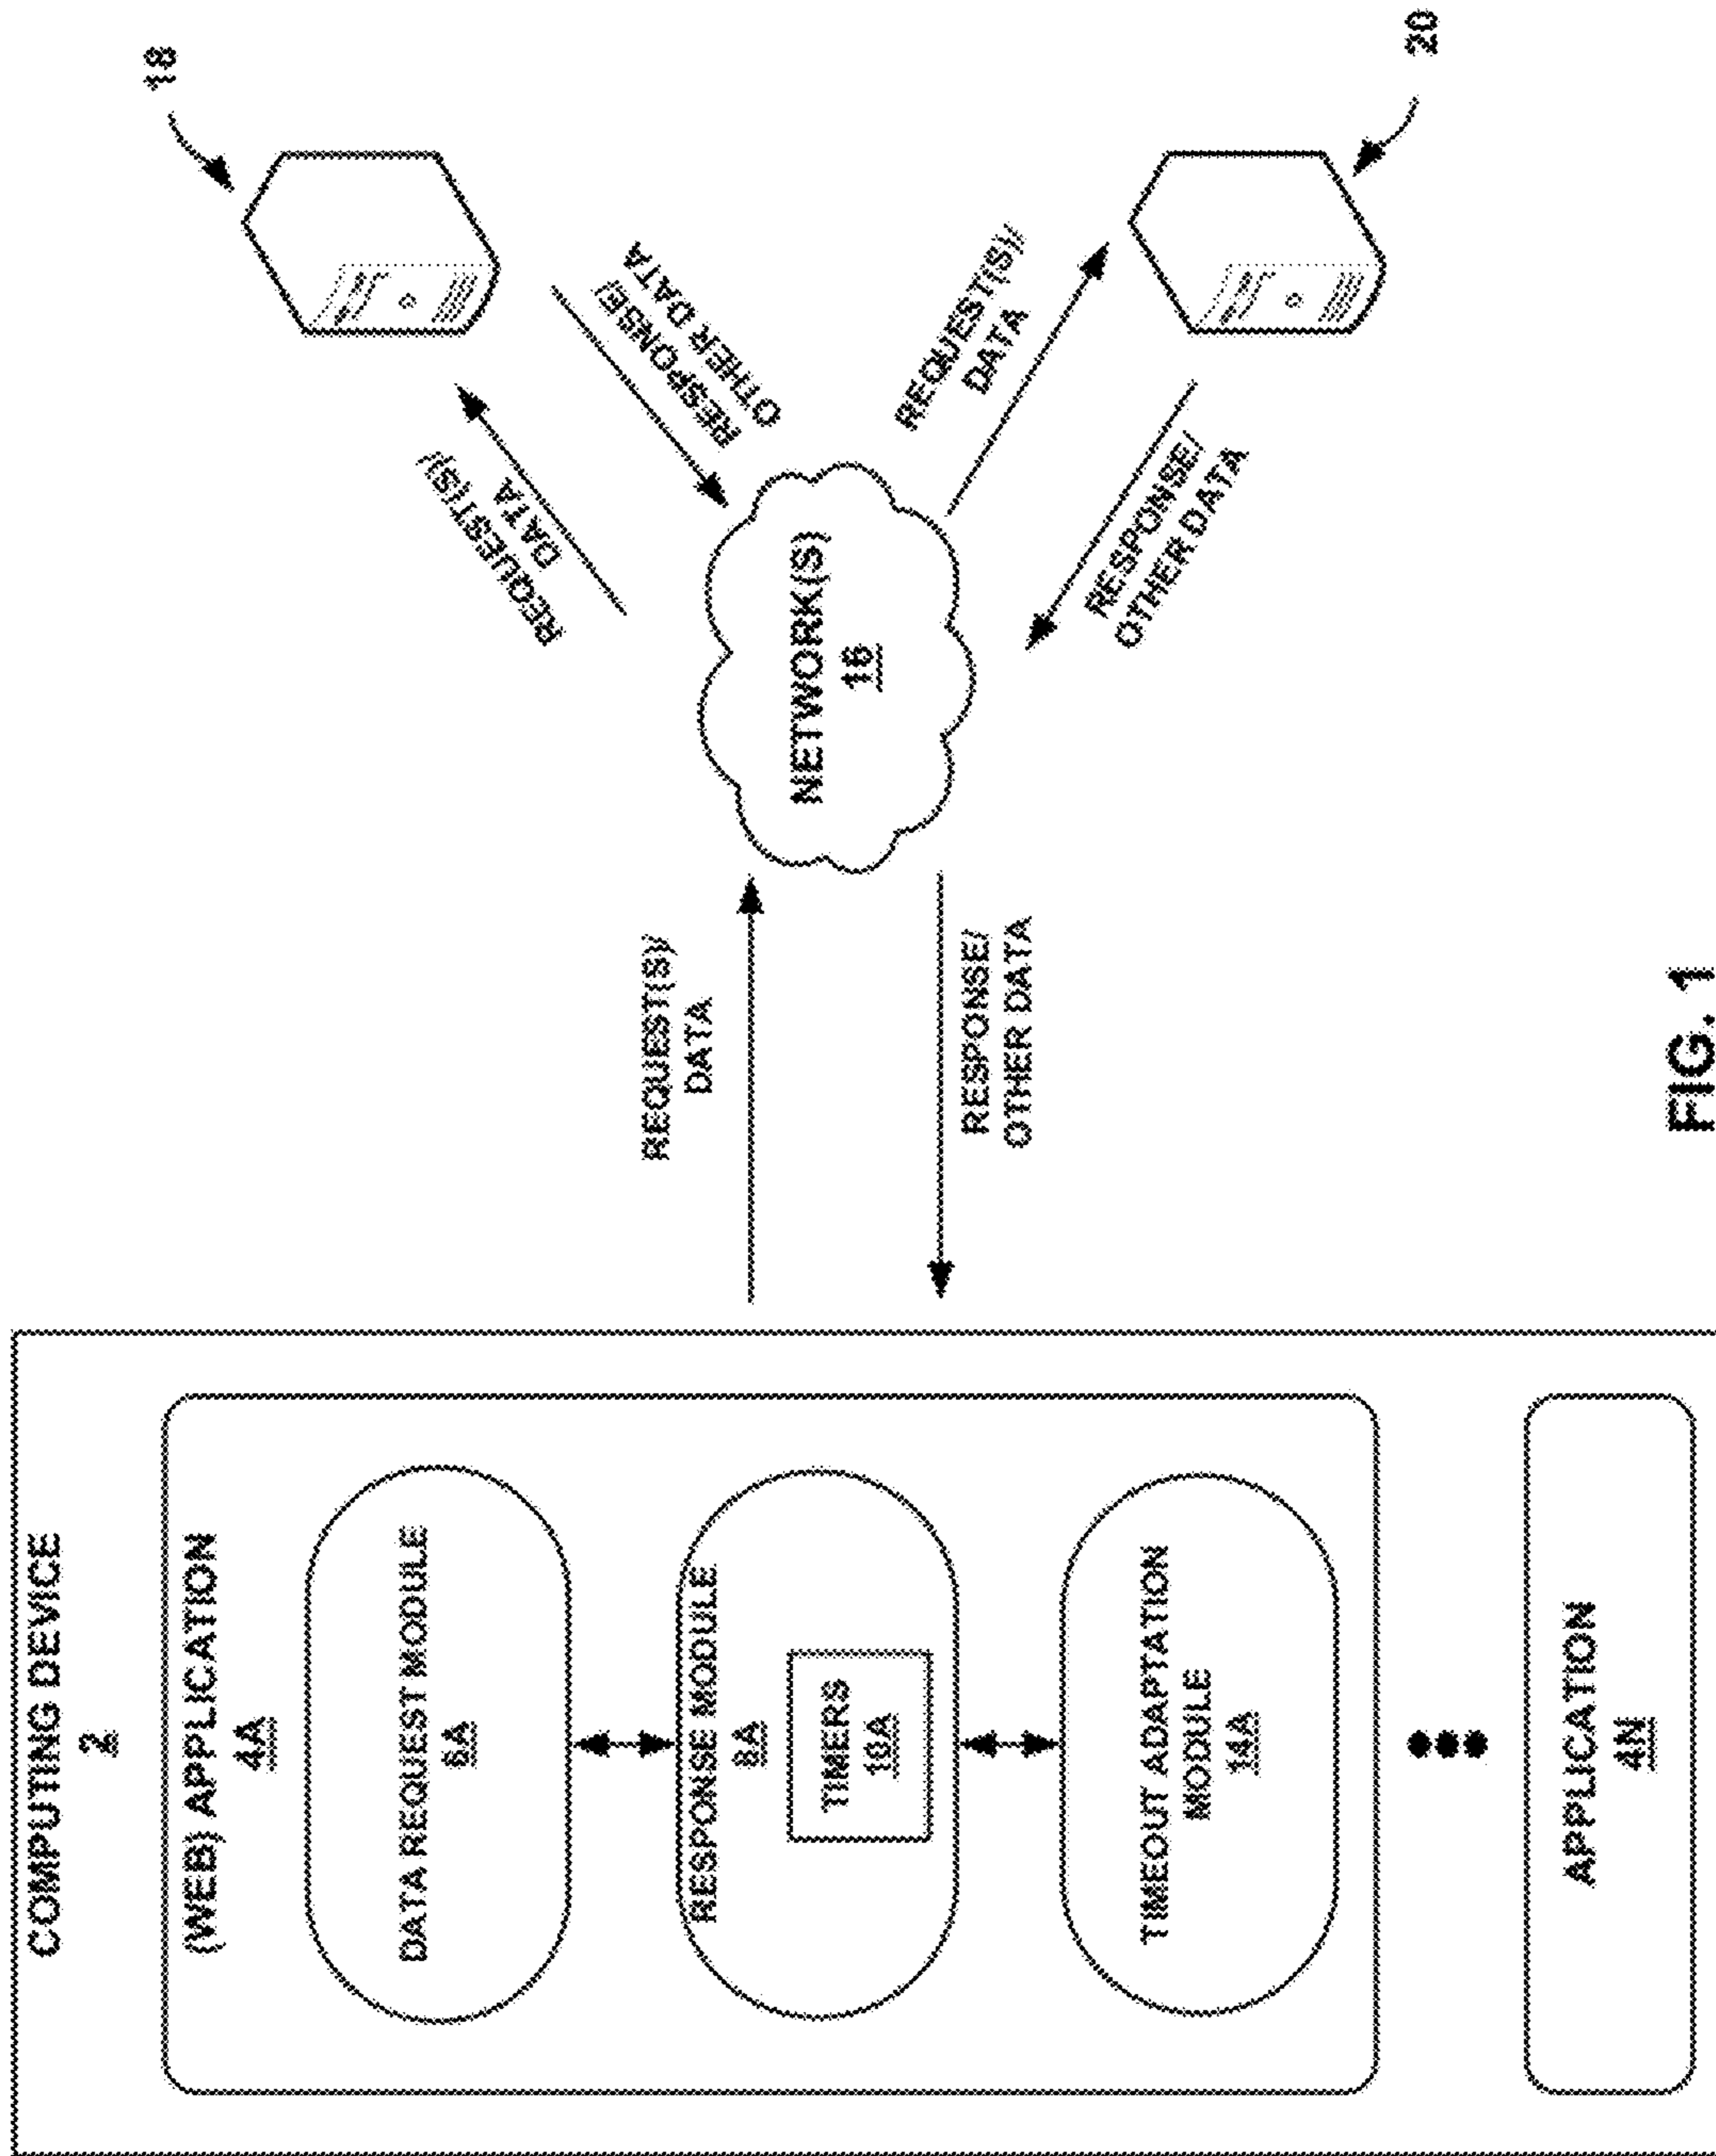 COMPUTING DEVICE
2
(WEB) APPLICATION
4A
DATA REQUEST MODULE
6A
RESPONSE MODULE
8A
TIMERS
10A
TIMEOUT ADAPTATION
MODULE
14A
APPLICATION
4N
REQUEST(S)/
DATA
RESPONSE/
OTHER DATA
NETWORK(S)
16
REQUEST(S)/
DATA
RESPONSE/
OTHER DATA
18
REQUEST(S)/
DATA
RESPONSE/
OTHER DATA
20
FIG. 1